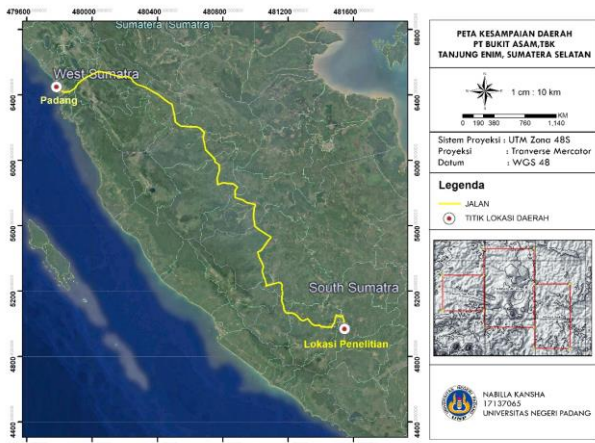 479600 480000 480400 480800 481200 481600
6800
6400
6000
5600
5200
4800
4400
Sumatera (Sumatra)
West Sumatra
Padang
South Sumatra
Lokasi Penelitian
PETA KESAMPAIAN DAERAH
PT BUKIT ASAM,TBK
TANJUNG ENIM, SUMATERA SELATAN
1 cm : 10 km
KM
0 190 380 760 1,140
Sistem Proyeksi : UTM Zona 48S
Proyeksi : Tranverse Mercator
Datum : WGS 48
Legenda
JALAN
TITIK LOKASI DAERAH
UNP
NABILLA KANSHA
17137065
UNIVERSITAS NEGERI PADANG